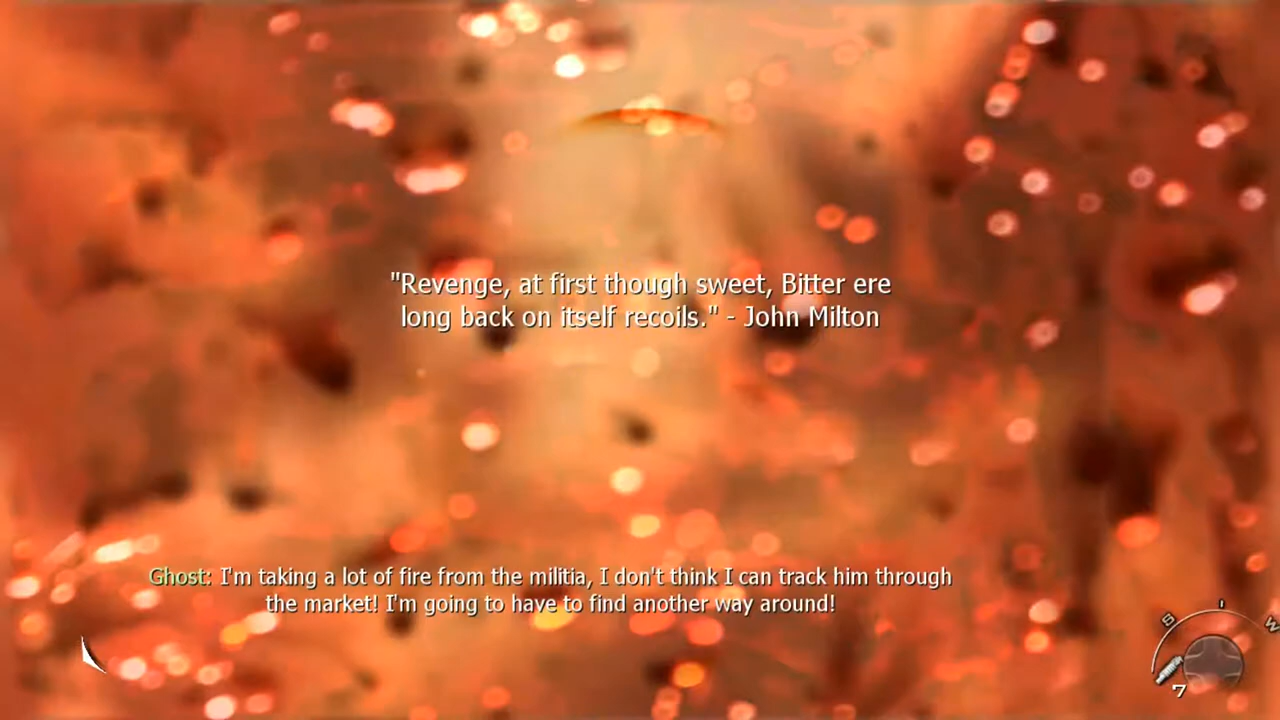 "Revenge, at first though sweet, Bitter ere
long back on itself recoils." - John Milton
Ghost: I'm taking a lot of fire from the militia, I don't think I can track him through
the market! I'm going to have to find another way around!
S
W
7